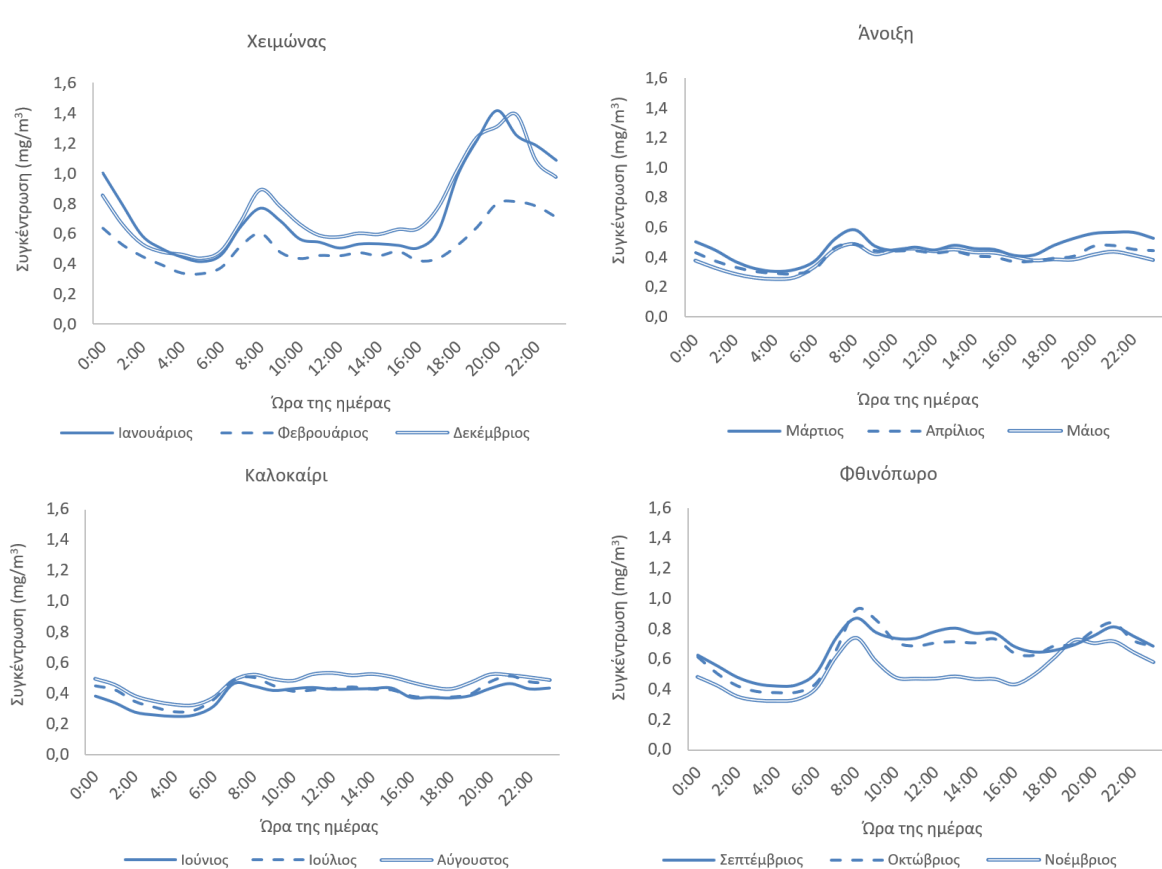 Χειμώνας
Συγκέντρωση (mg/m³)
1,6
1,4
1,2
1,0
0,8
0,6
0,4
0,2
0,0
0:00 2:00 4:00 6:00 8:00 10:00 12:00 14:00 16:00 18:00 20:00 22:00
Ώρα της ημέρας
Ιανουάριος Φεβρουάριος Δεκέμβριος
Άνοιξη
Συγκέντρωση (mg/m³)
1,6
1,4
1,2
1,0
0,8
0,6
0,4
0,2
0,0
0:00 2:00 4:00 6:00 8:00 10:00 12:00 14:00 16:00 18:00 20:00 22:00
Ώρα της ημέρας
Μάρτιος Απρίλιος Μάιος
Καλοκαίρι
Συγκέντρωση (mg/m³)
1,6
1,4
1,2
1,0
0,8
0,6
0,4
0,2
0,0
0:00 2:00 4:00 6:00 8:00 10:00 12:00 14:00 16:00 18:00 20:00 22:00
Ώρα της ημέρας
Ιούνιος Ιούλιος Αύγουστος
Φθινόπωρο
Συγκέντρωση (mg/m³)
1,6
1,4
1,2
1,0
0,8
0,6
0,4
0,2
0,0
0:00 2:00 4:00 6:00 8:00 10:00 12:00 14:00 16:00 18:00 20:00 22:00
Ώρα της ημέρας
Σεπτέμβριος Οκτώβριος Νοέμβριος